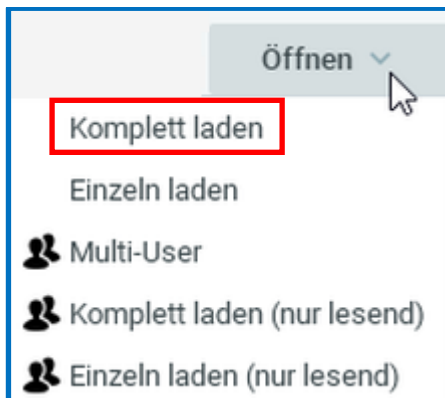 Öffnen
Komplett laden
Einzeln laden
Multi-User
Komplett laden (nur lesend)
Einzeln laden (nur lesend)